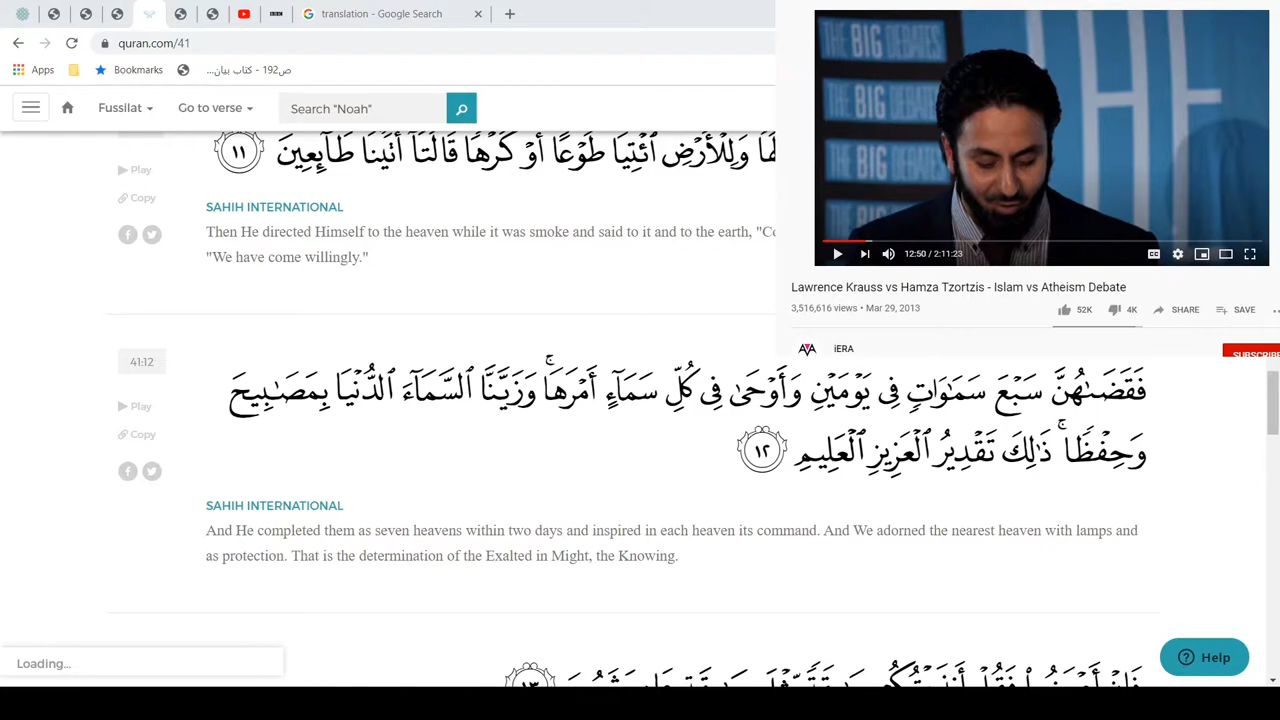 translation - Google Search
quran.com/41
Apps
Bookmarks
ص192 - كتاب بيان...
Fussilat
Go to verse
Search "Noah"
THE BIG DEBATES
وَلِلْأَرْضِ ٱئْتِيَا طَوْعًا أَوْ كَرْهًا قَالَتَآ أَتَيْنَا طَآئِعِينَ ١١
Play
Copy
SAHIH INTERNATIONAL
Then He directed Himself to the heaven while it was smoke and said to it and to the earth,
"We have come willingly."
12:50 / 2:11:23
Lawrence Krauss vs Hamza Tzortzis - Islam vs Atheism Debate
3,516,616 views • Mar 29, 2013
52K
4K
SHARE
SAVE
iERA
SUBSCRIBE
41:12
فَقَضَىٰهُنَّ سَبْعَ سَمَٰوَاتٍ فِى يَوْمَيْنِ وَأَوْحَىٰ فِى كُلِّ سَمَآءٍ أَمْرَهَا ۚ وَزَيَّنَّا ٱلسَّمَآءَ ٱلدُّنْيَا بِمَصَٰبِيحَ
وَحِفْظًا ۚ ذَٰلِكَ تَقْدِيرُ ٱلْعَزِيزِ ٱلْعَلِيمِ ١٢
Play
Copy
SAHIH INTERNATIONAL
And He completed them as seven heavens within two days and inspired in each heaven its command. And We adorned the nearest heaven with lamps and
as protection. That is the determination of the Exalted in Might, the Knowing.
Loading...
Help